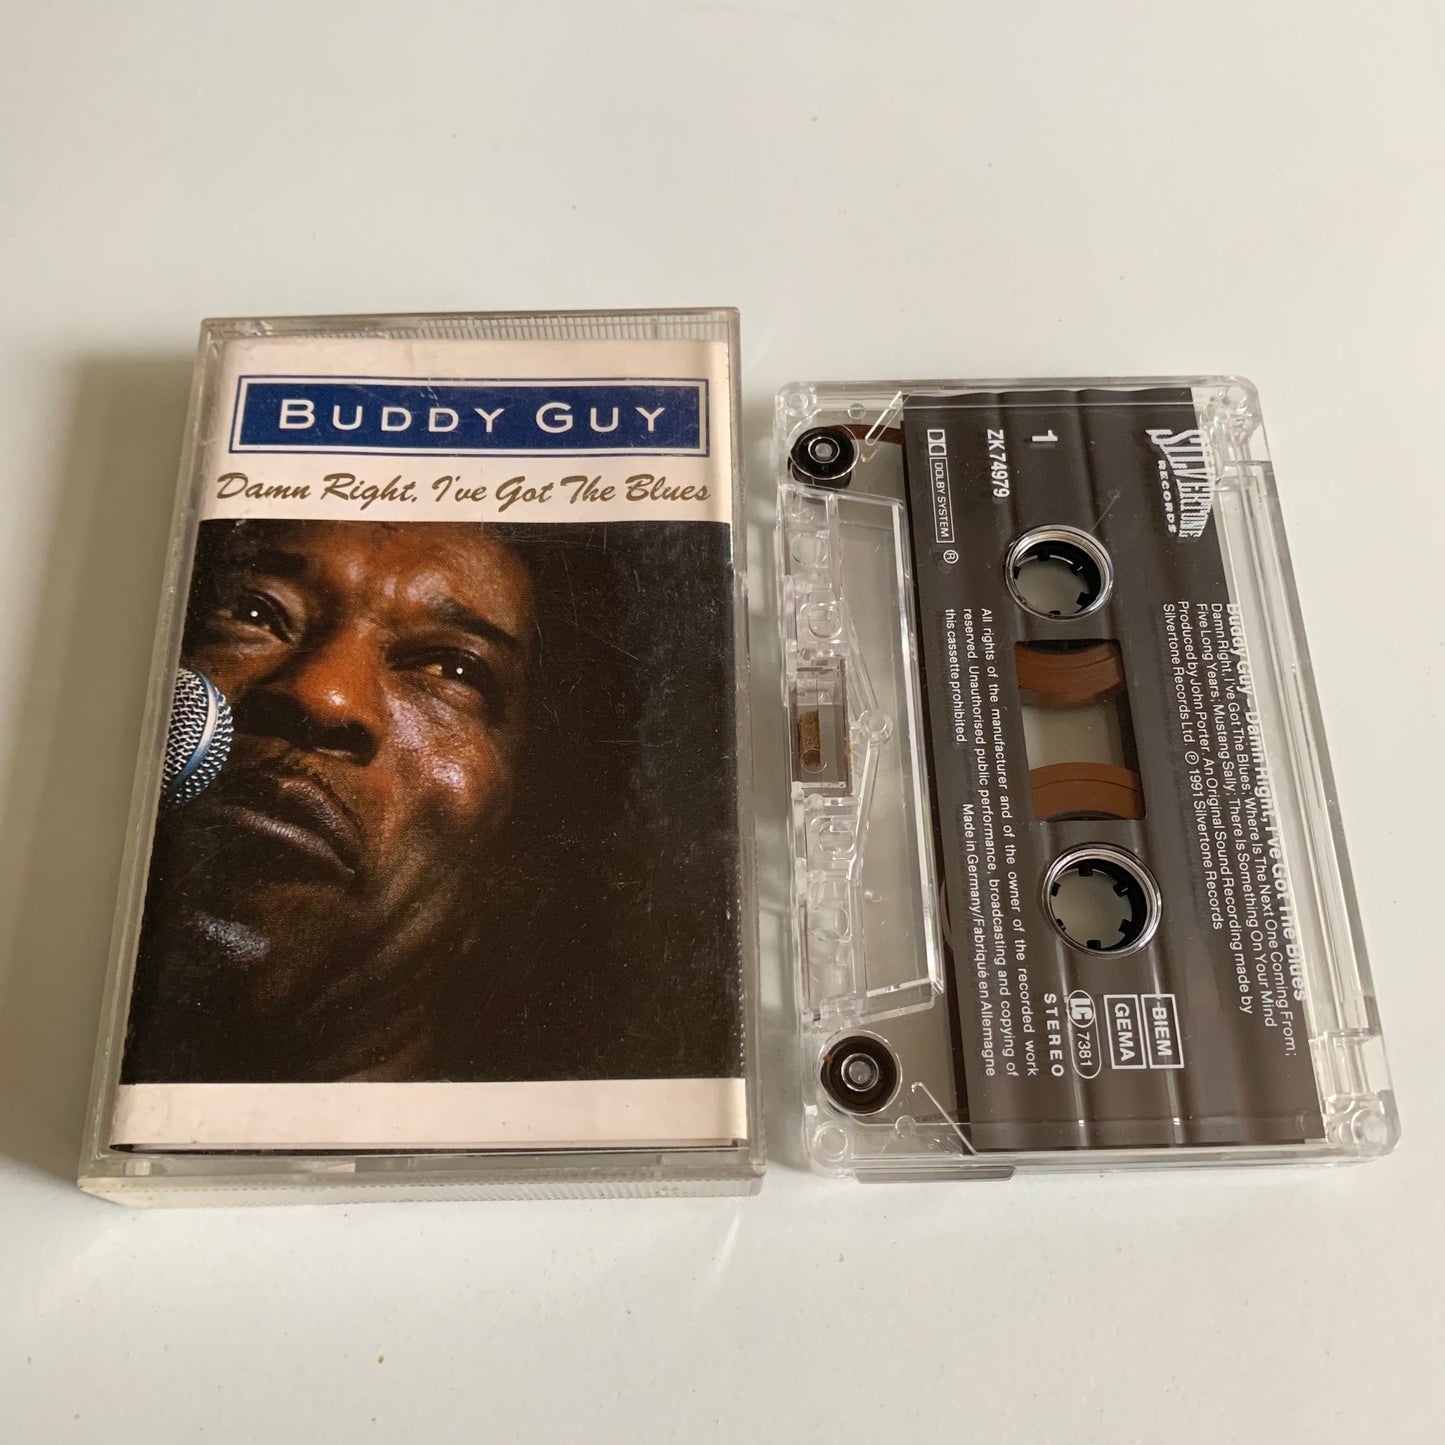 BUDDY GUY
Damn Right, I've Got The Blues
SILVERTONE
RECORDS
1
ZK 74979
DOLBY SYSTEM
®
Buddy Guy - Damn Right, I've Got The Blues
Damn Right, I've Got The Blues; Where Is The Next One Coming From;
Five Long Years; Mustang Sally; There Is Something On Your Mind
Produced by John Porter. An Original Sound Recording made by
Silvertone Records Ltd. ℗ 1991 Silvertone Records
BIEM
GEMA
LC 7381
STEREO
All rights of the manufacturer and of the owner of the recorded work
reserved. Unauthorised public performance, broadcasting and copying of
this cassette prohibited. Made in Germany/Fabriqué en Allemagne